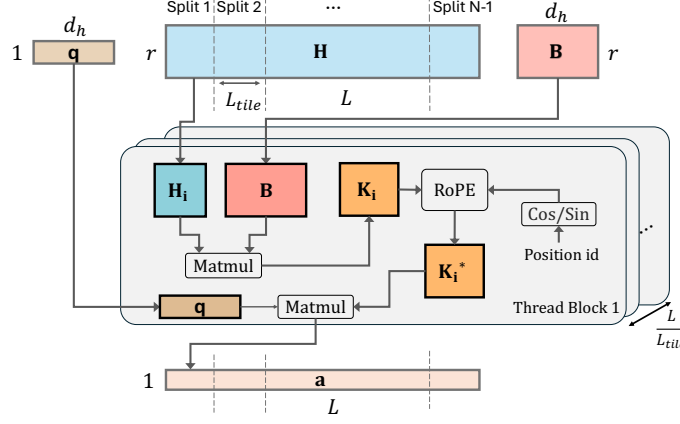 Split 1 Split 2 ... Split N-1
d_h
d_h
1 q r H B r
L_tile L
H_i B K_i RoPE
Cos/Sin
Matmul Position id
K_i*
...
q Matmul Thread Block 1
L
L_tile
1 a
L